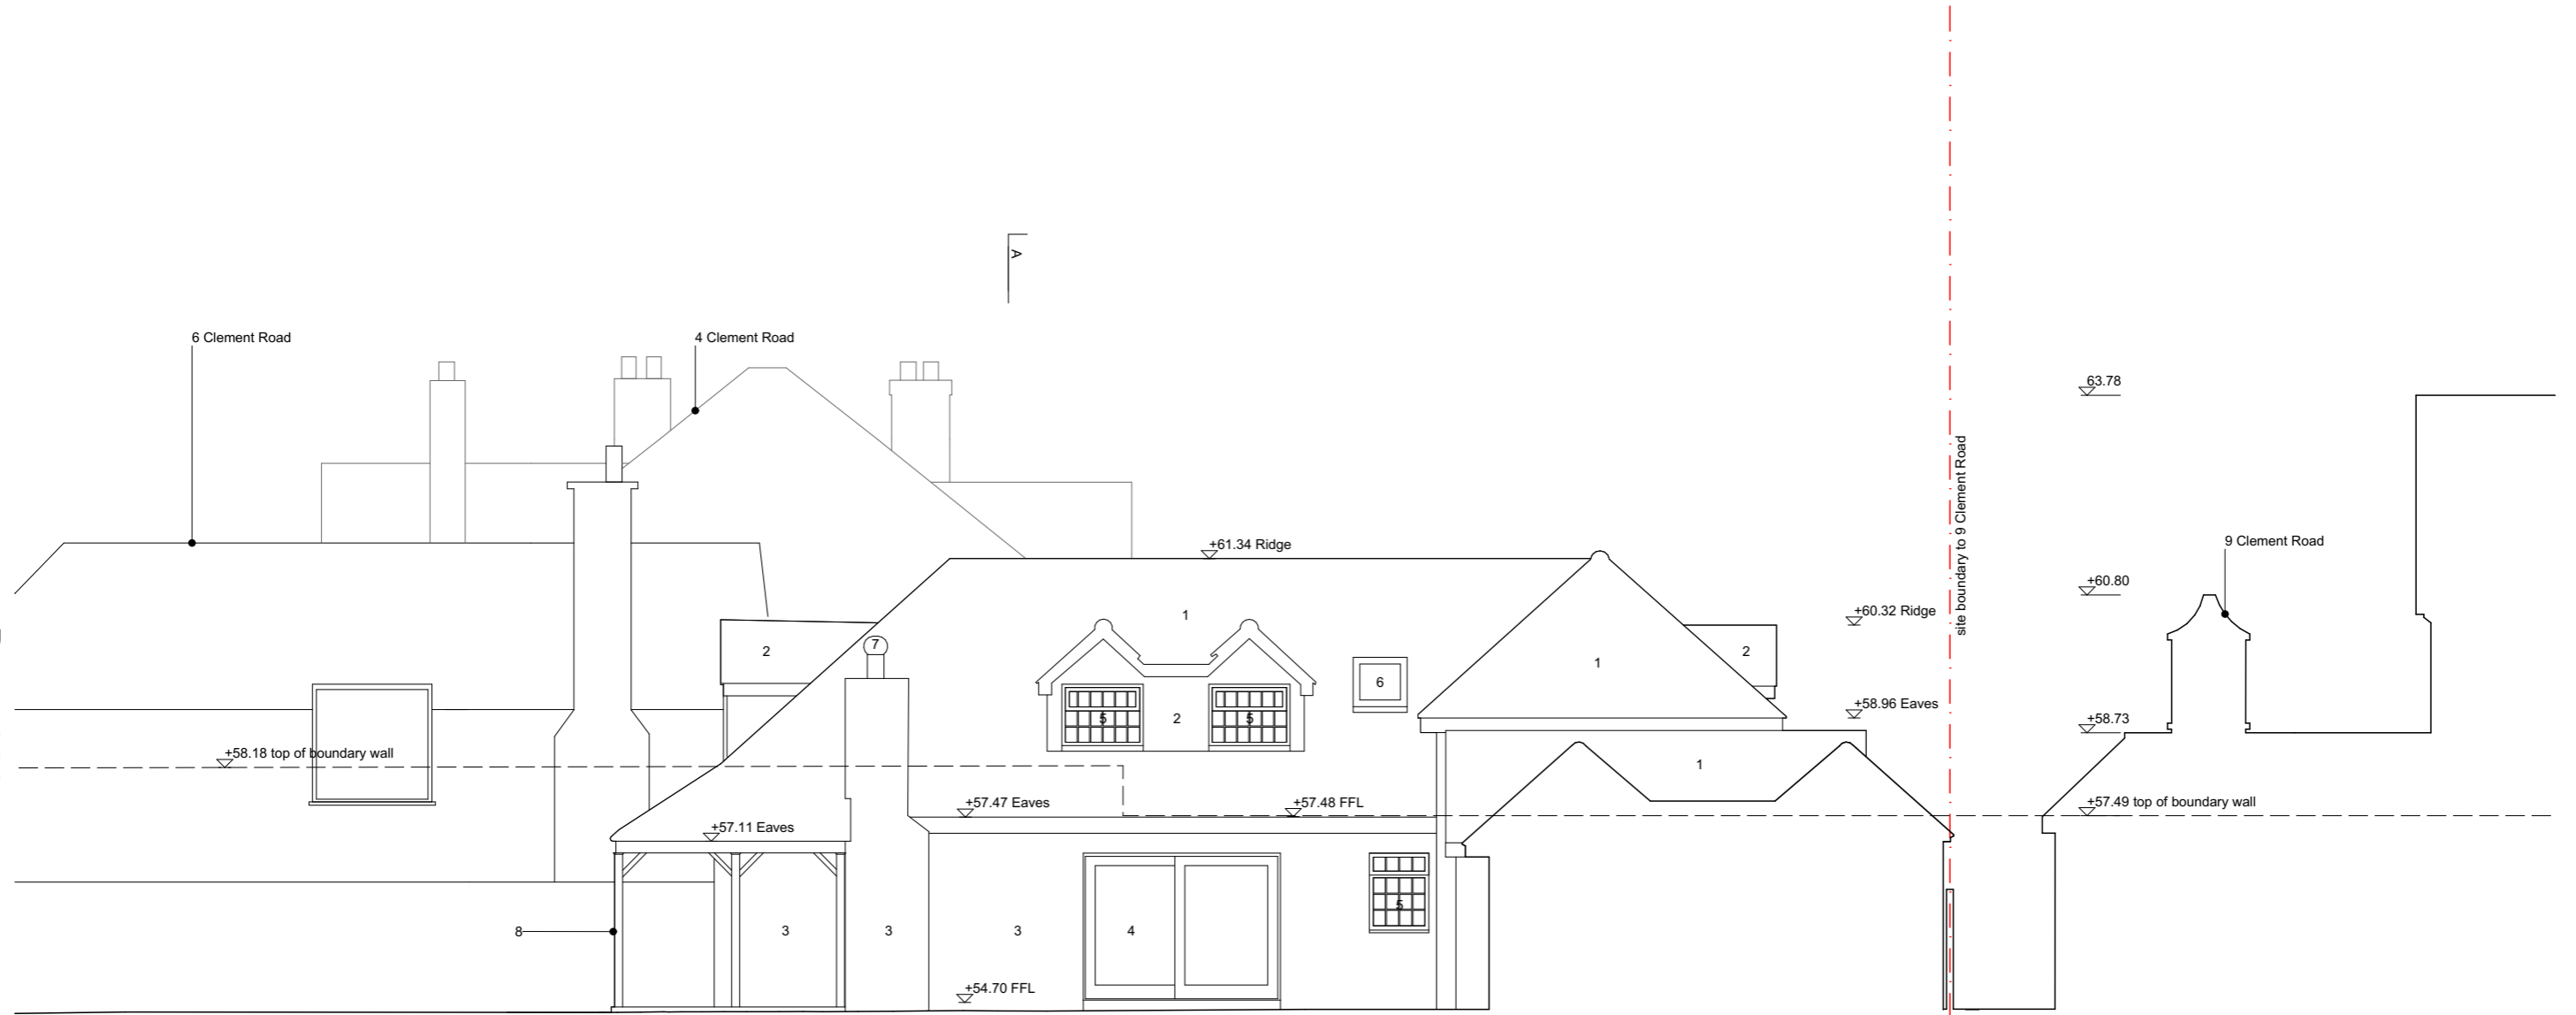 A
6 Clement Road
4 Clement Road
63.78
site boundary to 9 Clement Road
+61.34 Ridge
9 Clement Road
+60.80
+60.32 Ridge
1
7
2
1
2
6
+58.96 Eaves
5
2
5
+58.73
+58.18 top of boundary wall
1
+57.47 Eaves
+57.48 FFL
+57.49 top of boundary wall
+57.11 Eaves
5
8
3
3
3
4
+54.70 FFL